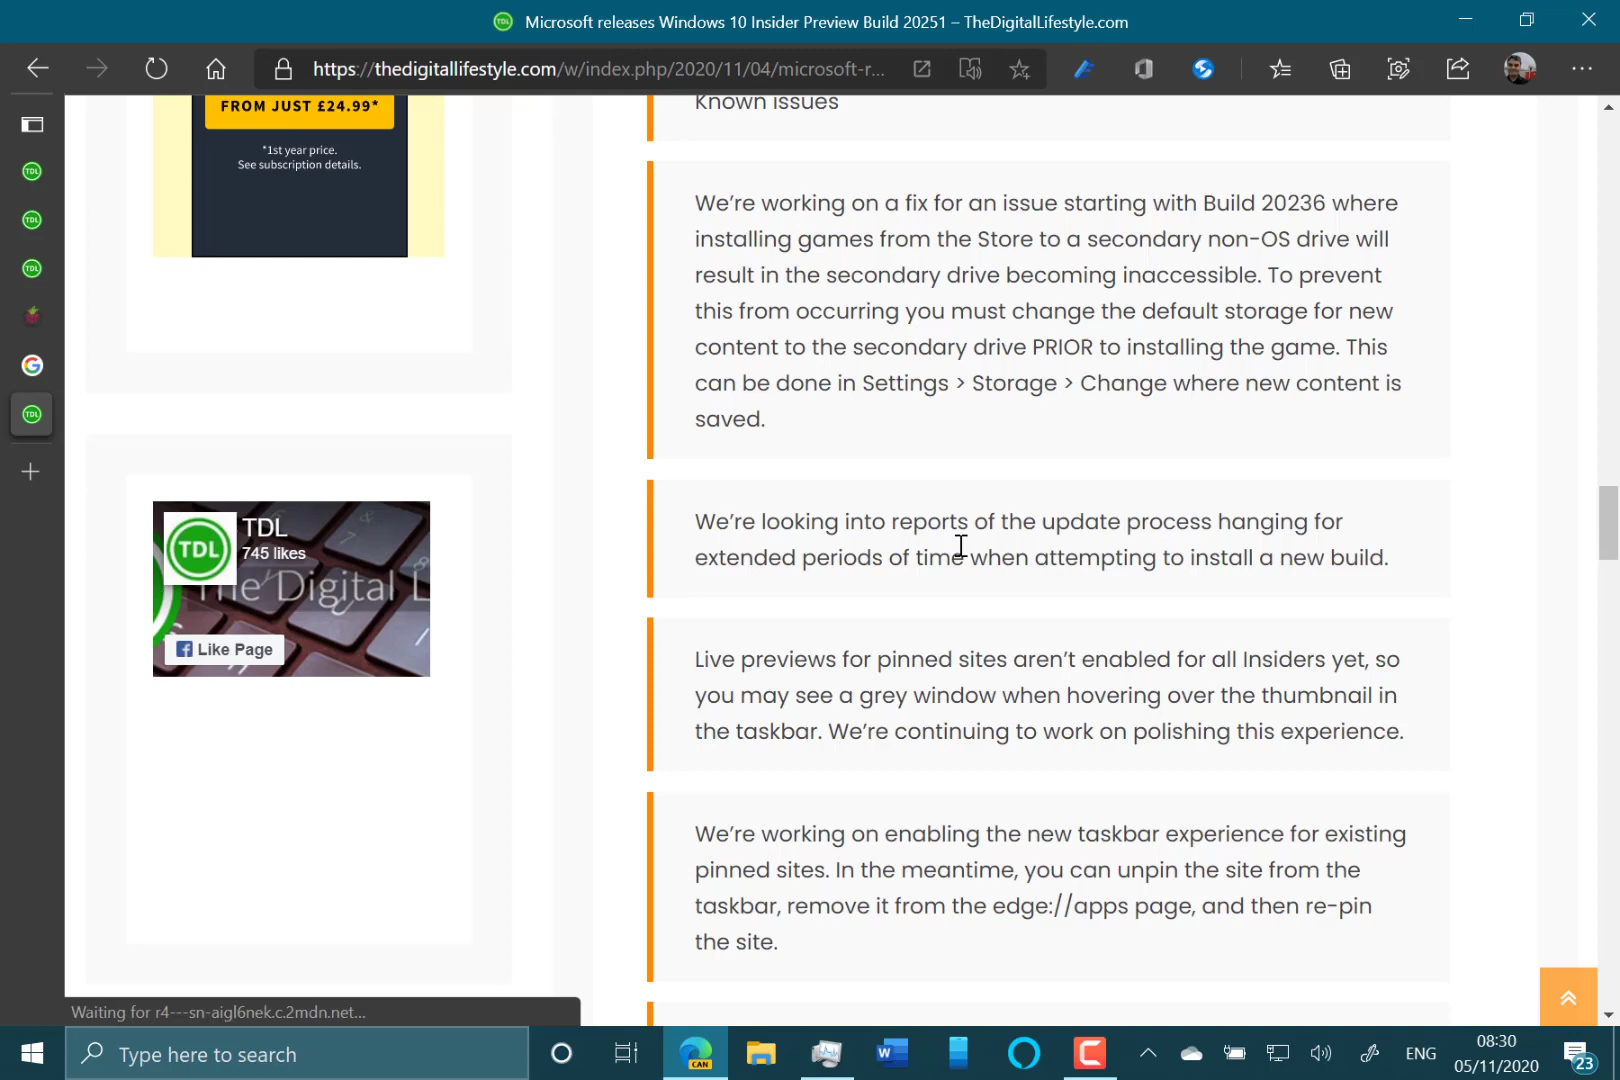 Microsoft releases Windows 10 Insider Preview Build 20251 – TheDigitalLifestyle.com
https://thedigitallifestyle.com/w/index.php/2020/11/04/microsoft-r...
TDL
TDL
TDL
TDL
FROM JUST £24.99*
*1st year price.
See subscription details.
TDL
TDL
745 likes
The Digital L
Like Page
Known issues
We're working on a fix for an issue starting with Build 20236 where
installing games from the Store to a secondary non-OS drive will
result in the secondary drive becoming inaccessible. To prevent
this from occurring you must change the default storage for new
content to the secondary drive PRIOR to installing the game. This
can be done in Settings > Storage > Change where new content is
saved.
We're looking into reports of the update process hanging for
extended periods of time when attempting to install a new build.
Live previews for pinned sites aren't enabled for all Insiders yet, so
you may see a grey window when hovering over the thumbnail in
the taskbar. We're continuing to work on polishing this experience.
We're working on enabling the new taskbar experience for existing
pinned sites. In the meantime, you can unpin the site from the
taskbar, remove it from the edge://apps page, and then re-pin
the site.
Waiting for r4---sn-aigl6nek.c.2mdn.net...
Type here to search
CAN
ENG
08:30
05/11/2020
23